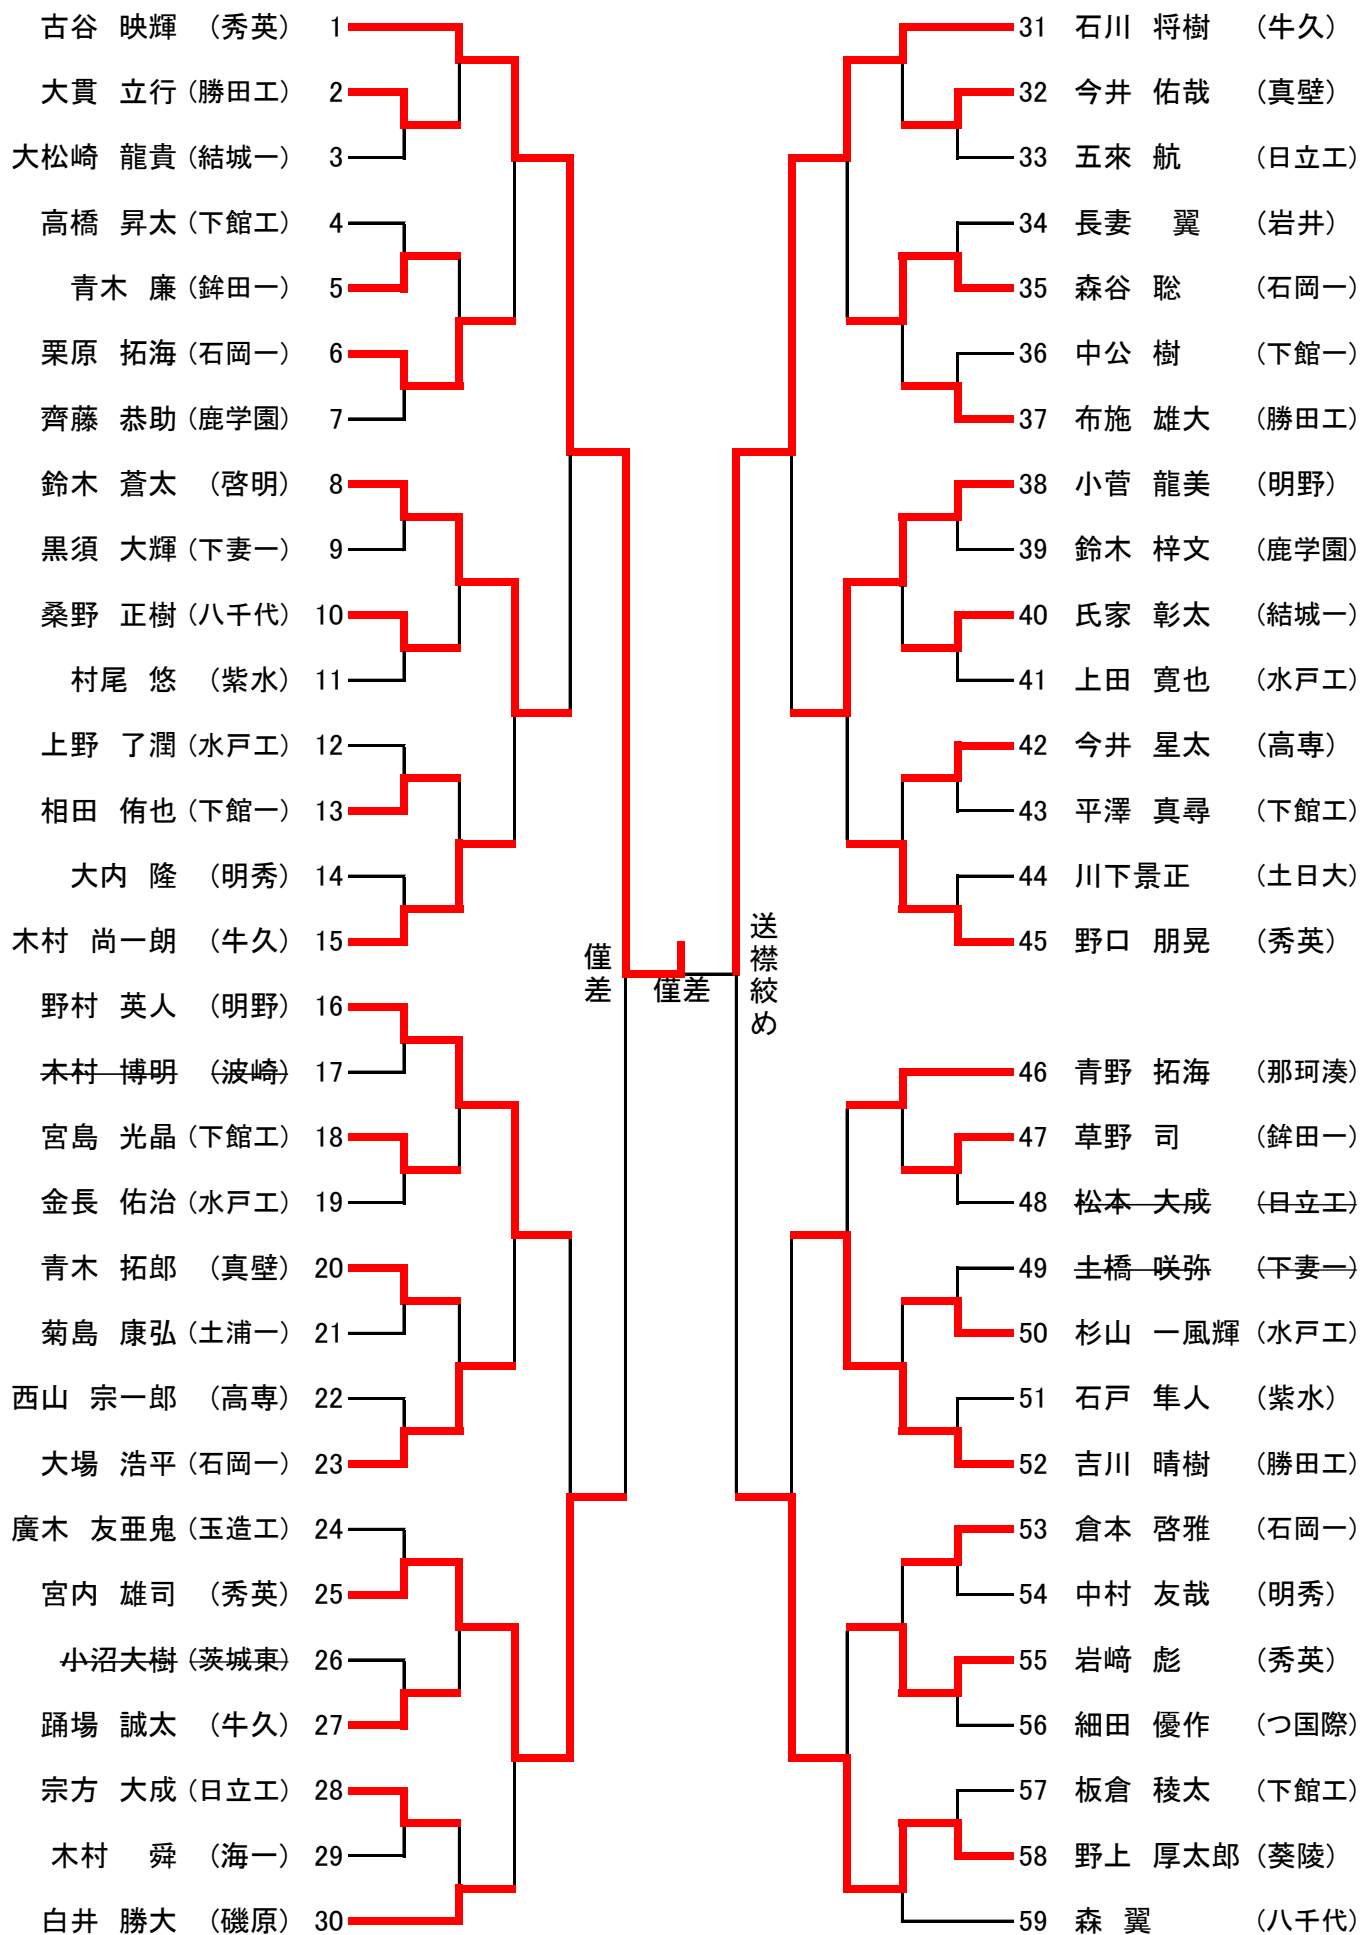 古谷 映輝 (秀英) 1
大貫 立行 (勝田工) 2
大松崎 龍貴 (結城一) 3
高橋 昇太 (下館工) 4
青木 廉 (鉾田一) 5
栗原 拓海 (石岡一) 6
齊藤 恭助 (鹿学園) 7
鈴木 蒼太 (啓明) 8
黒須 大輝 (下妻一) 9
桑野 正樹 (八千代) 10
村尾 悠 (紫水) 11
上野 了潤 (水戸工) 12
相田 侑也 (下館一) 13
大内 隆 (明秀) 14
木村 尚一朗 (牛久) 15
野村 英人 (明野) 16
木村 博明 (波崎) 17
宮島 光晶 (下館工) 18
金長 佑治 (水戸工) 19
青木 拓郎 (真壁) 20
菊島 康弘 (土浦一) 21
西山 宗一郎 (高専) 22
大場 浩平 (石岡一) 23
廣木 友亜鬼 (玉造工) 24
宮内 雄司 (秀英) 25
小沼大樹 (茨城東) 26
踊場 誠太 (牛久) 27
宗方 大成 (日立工) 28
木村 舜 (海一) 29
白井 勝大 (磯原) 30
僅差
僅差
送襟絞め
31 石川 将樹 (牛久)
32 今井 佑哉 (真壁)
33 五來 航 (日立工)
34 長妻 翼 (岩井)
35 森谷 聡 (石岡一)
36 中公 樹 (下館一)
37 布施 雄大 (勝田工)
38 小菅 龍美 (明野)
39 鈴木 梓文 (鹿学園)
40 氏家 彰太 (結城一)
41 上田 寛也 (水戸工)
42 今井 星太 (高専)
43 平澤 真尋 (下館工)
44 川下景正 (土日大)
45 野口 朋晃 (秀英)
46 青野 拓海 (那珂湊)
47 草野 司 (鉾田一)
48 松本 大成 (日立工)
49 土橋 咲弥 (下妻一)
50 杉山 一風輝 (水戸工)
51 石戸 隼人 (紫水)
52 吉川 晴樹 (勝田工)
53 倉本 啓雅 (石岡一)
54 中村 友哉 (明秀)
55 岩﨑 彪 (秀英)
56 細田 優作 (つ国際)
57 板倉 稜太 (下館工)
58 野上 厚太郎 (葵陵)
59 森 翼 (八千代)